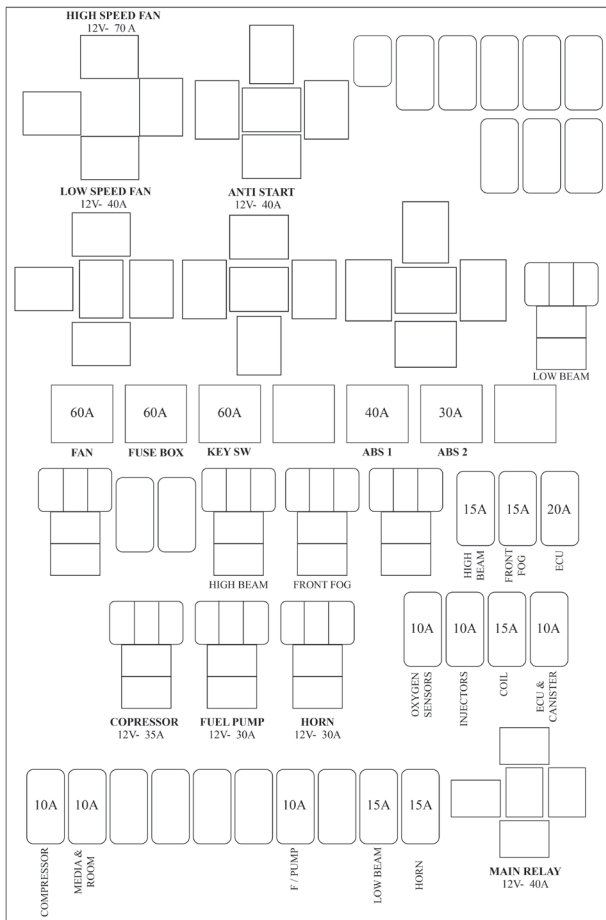 HIGH SPEED FAN
12V- 70 A
LOW SPEED FAN
12V- 40A
ANTI START
12V- 40A
LOW BEAM
60A
60A
60A
40A
30A
FAN
FUSE BOX
KEY SW
ABS 1
ABS 2
15A
15A
20A
HIGH
BEAM
FRONT
FOG
ECU
HIGH BEAM
FRONT FOG
10A
10A
15A
10A
OXYGEN
SENSORS
INJECTORS
COIL
ECU &
CANISTER
COPRESSOR
12V- 35A
FUEL PUMP
12V- 30A
HORN
12V- 30A
10A
10A
10A
15A
15A
COMPRESSOR
MEDIA &
ROOM
F / PUMP
LOW BEAM
HORN
MAIN RELAY
12V- 40A